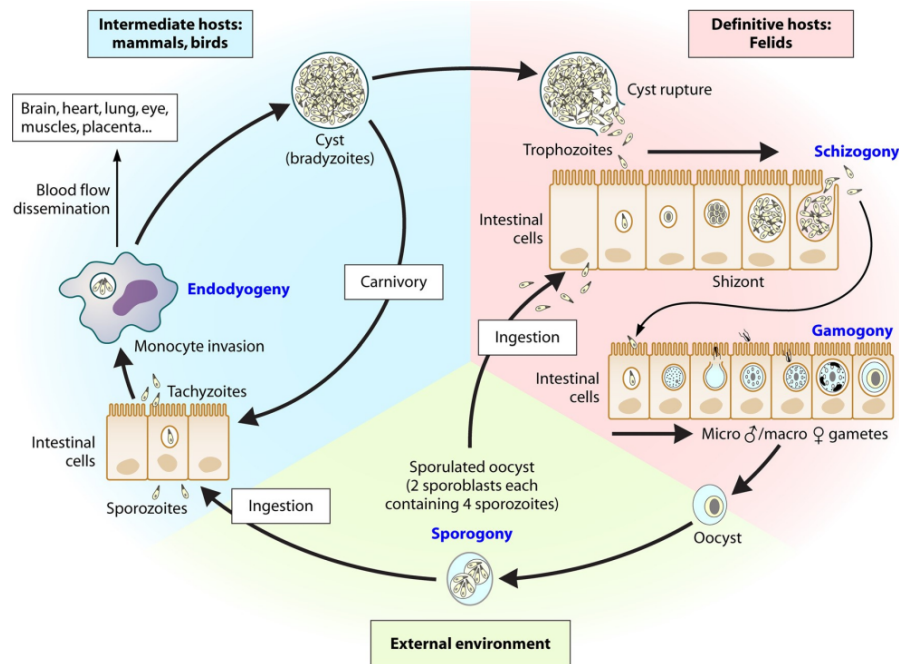 Intermediate hosts:
mammals, birds
Definitive hosts:
Felids
Brain, heart, lung, eye,
muscles, placenta...
Cyst
(bradyzoites)
Cyst rupture
Trophozoites
Schizogony
Blood flow
dissemination
Intestinal
cells
Shizont
Endodyogeny
Carnivory
Monocyte invasion
Ingestion
Gamogony
Tachyzoites
Intestinal
cells
Intestinal
cells
Micro ♂/macro ♀ gametes
Sporozoites
Ingestion
Sporulated oocyst
(2 sporoblasts each
containing 4 sporozoites)
Sporogony
Oocyst
External environment